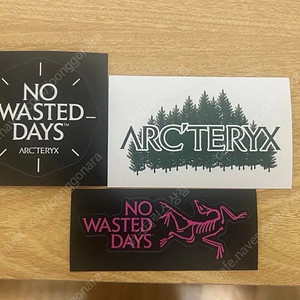 NO
WASTED
DAYS™
ARC'TERYX
ARC'TERYX
NO
WASTED
DAYS